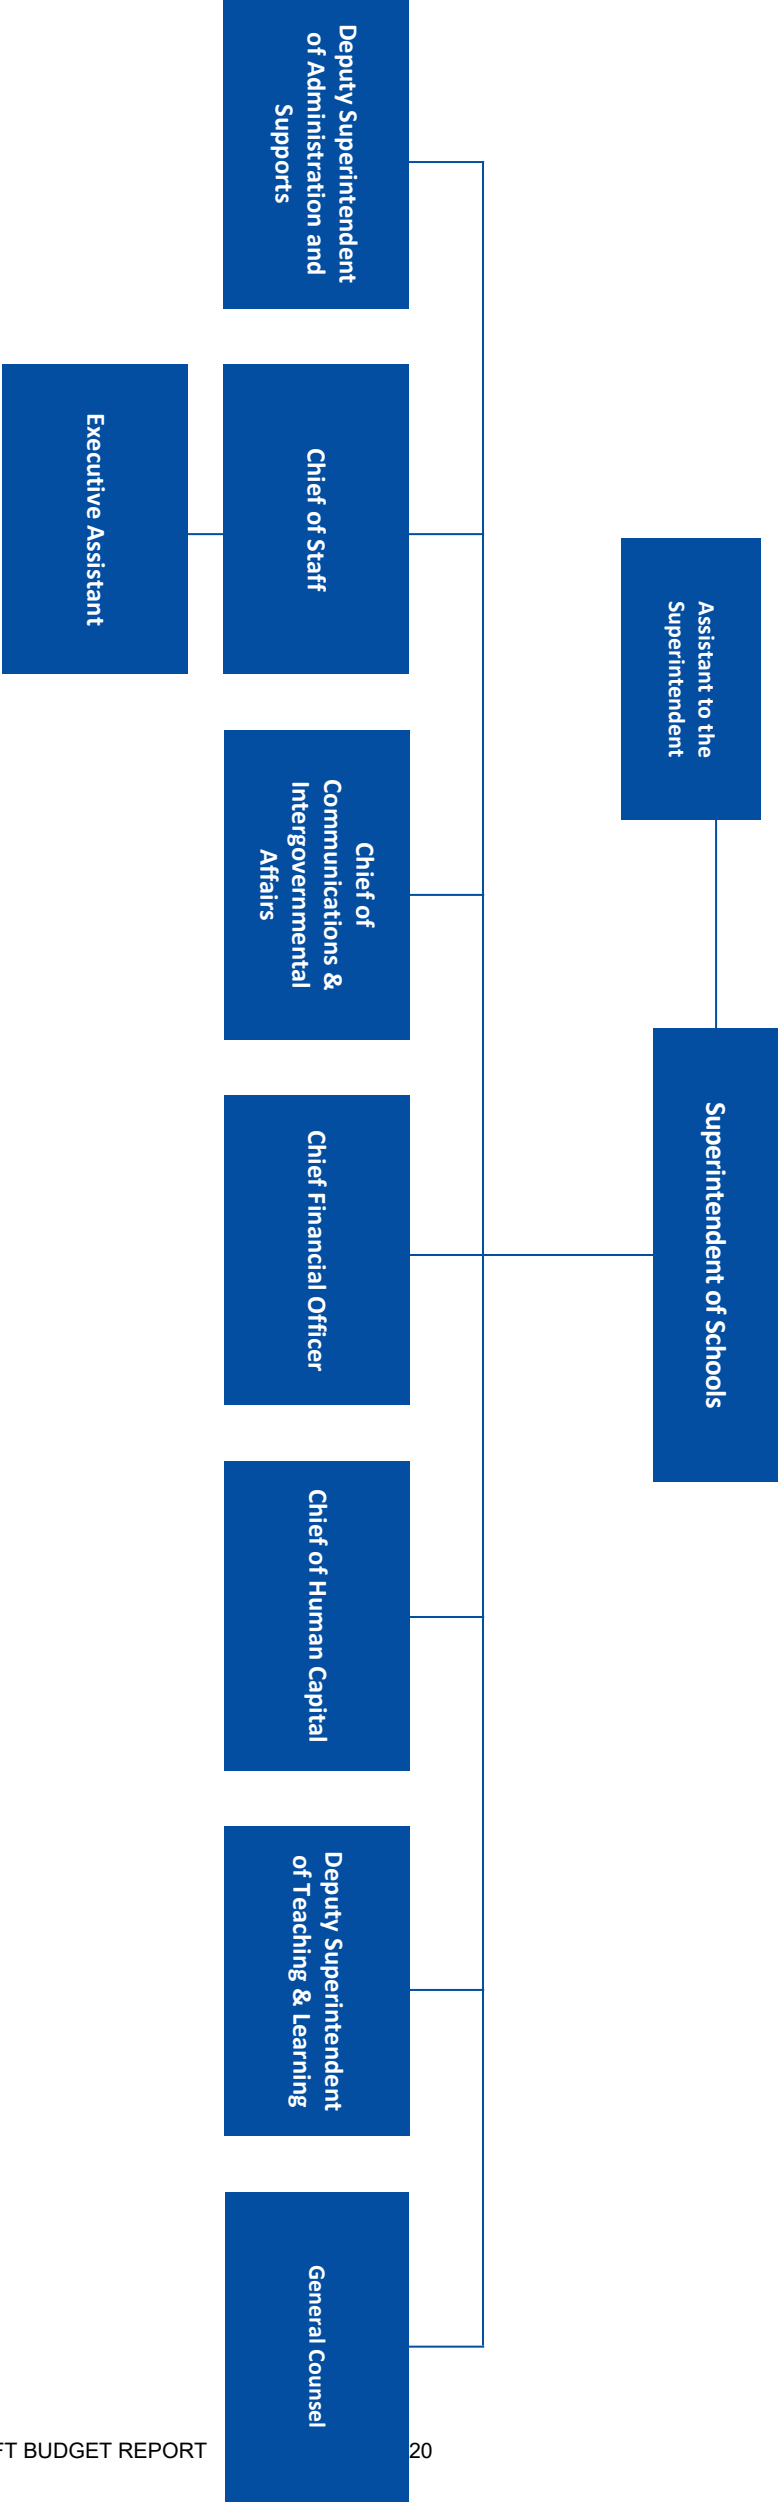 Superintendent of Schools
Assistant to the
Superintendent
Deputy Superintendent
of Administration and
Supports
Chief of Staff
Chief of
Communications &
Intergovernmental
Affairs
Chief Financial Officer
Chief of Human Capital
Deputy Superintendent
of Teaching & Learning
General Counsel
Executive Assistant
FT BUDGET REPORT 20